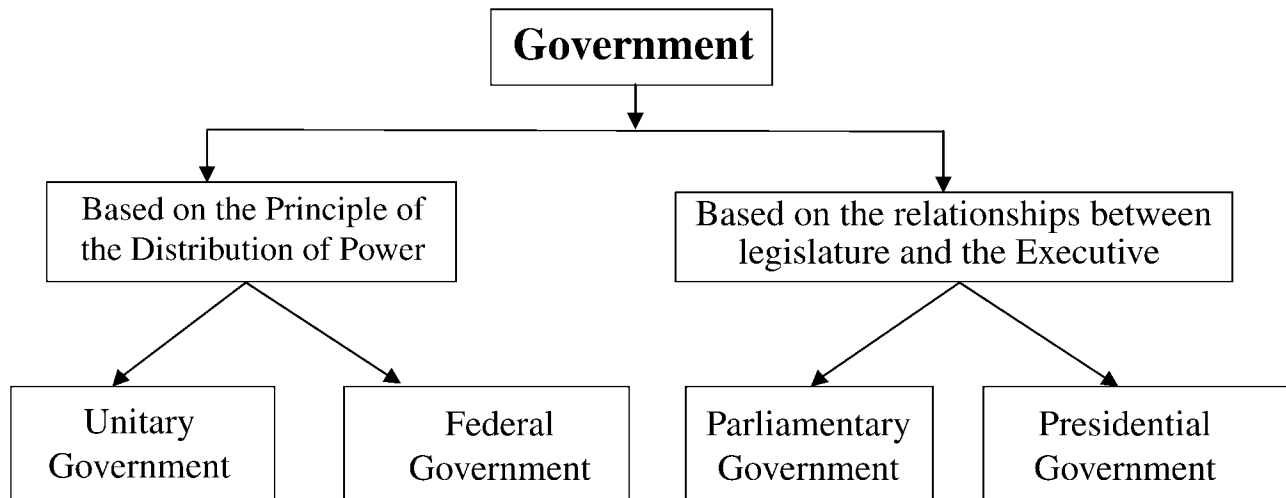 Government
Based on the Principle of
the Distribution of Power
Based on the relationships between
legislature and the Executive
Unitary
Government
Federal
Government
Parliamentary
Government
Presidential
Government